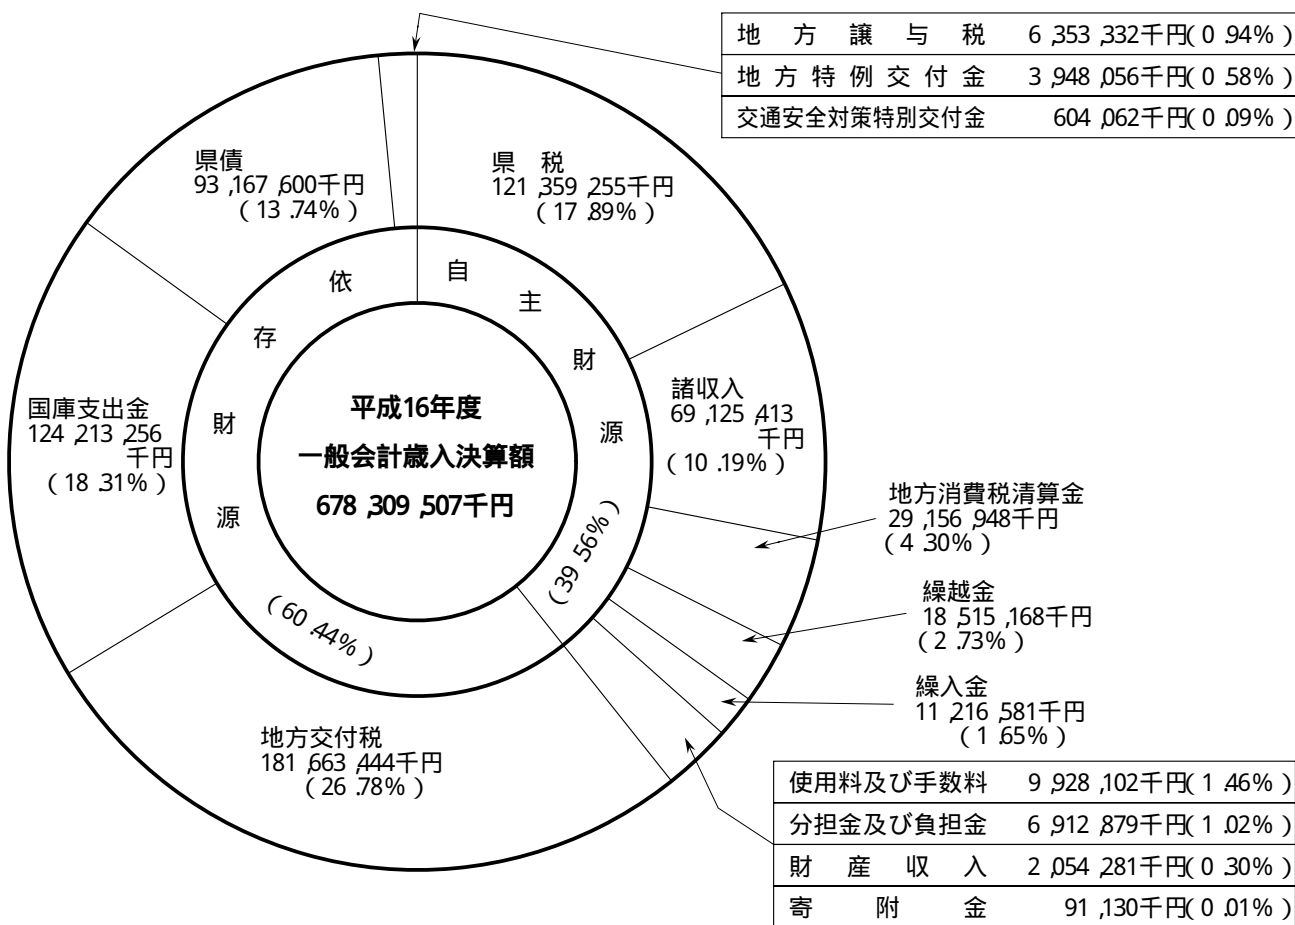 地方譲与税 6,353,332千円(0.94%)
地方特例交付金 3,948,056千円(0.58%)
交通安全対策特別交付金 604,062千円(0.09%)
県債
93,167,600千円
(13.74%)
県税
121,359,255千円
(17.89%)
依存財源
(60.44%)
自主財源
(39.56%)
平成16年度
一般会計歳入決算額
678,309,507千円
国庫支出金
124,213,256
千円
(18.31%)
諸収入
69,125,413
千円
(10.19%)
地方消費税清算金
29,156,948千円
(4.30%)
繰越金
18,515,168千円
(2.73%)
繰入金
11,216,581千円
(1.65%)
地方交付税
181,663,444千円
(26.78%)
使用料及び手数料 9,928,102千円(1.46%)
分担金及び負担金 6,912,879千円(1.02%)
財産収入 2,054,281千円(0.30%)
寄附金 91,130千円(0.01%)